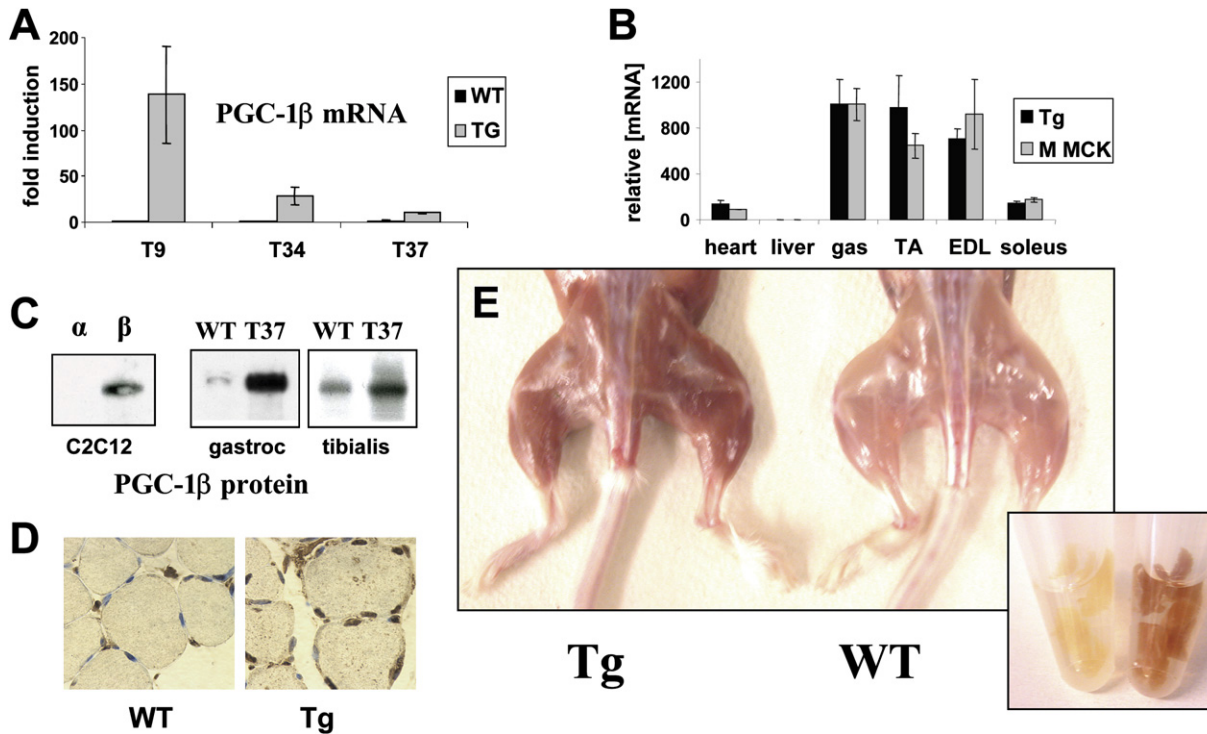 A
fold induction
200
150
100
50
0
PGC-1β mRNA
WT
TG
T9 T34 T37
B
relative [mRNA]
1200
800
400
0
Tg
M MCK
heart liver gas TA EDL soleus
C
α β
WT T37
WT T37
C2C12 gastroc tibialis
PGC-1β protein
D
WT Tg
E
Tg WT